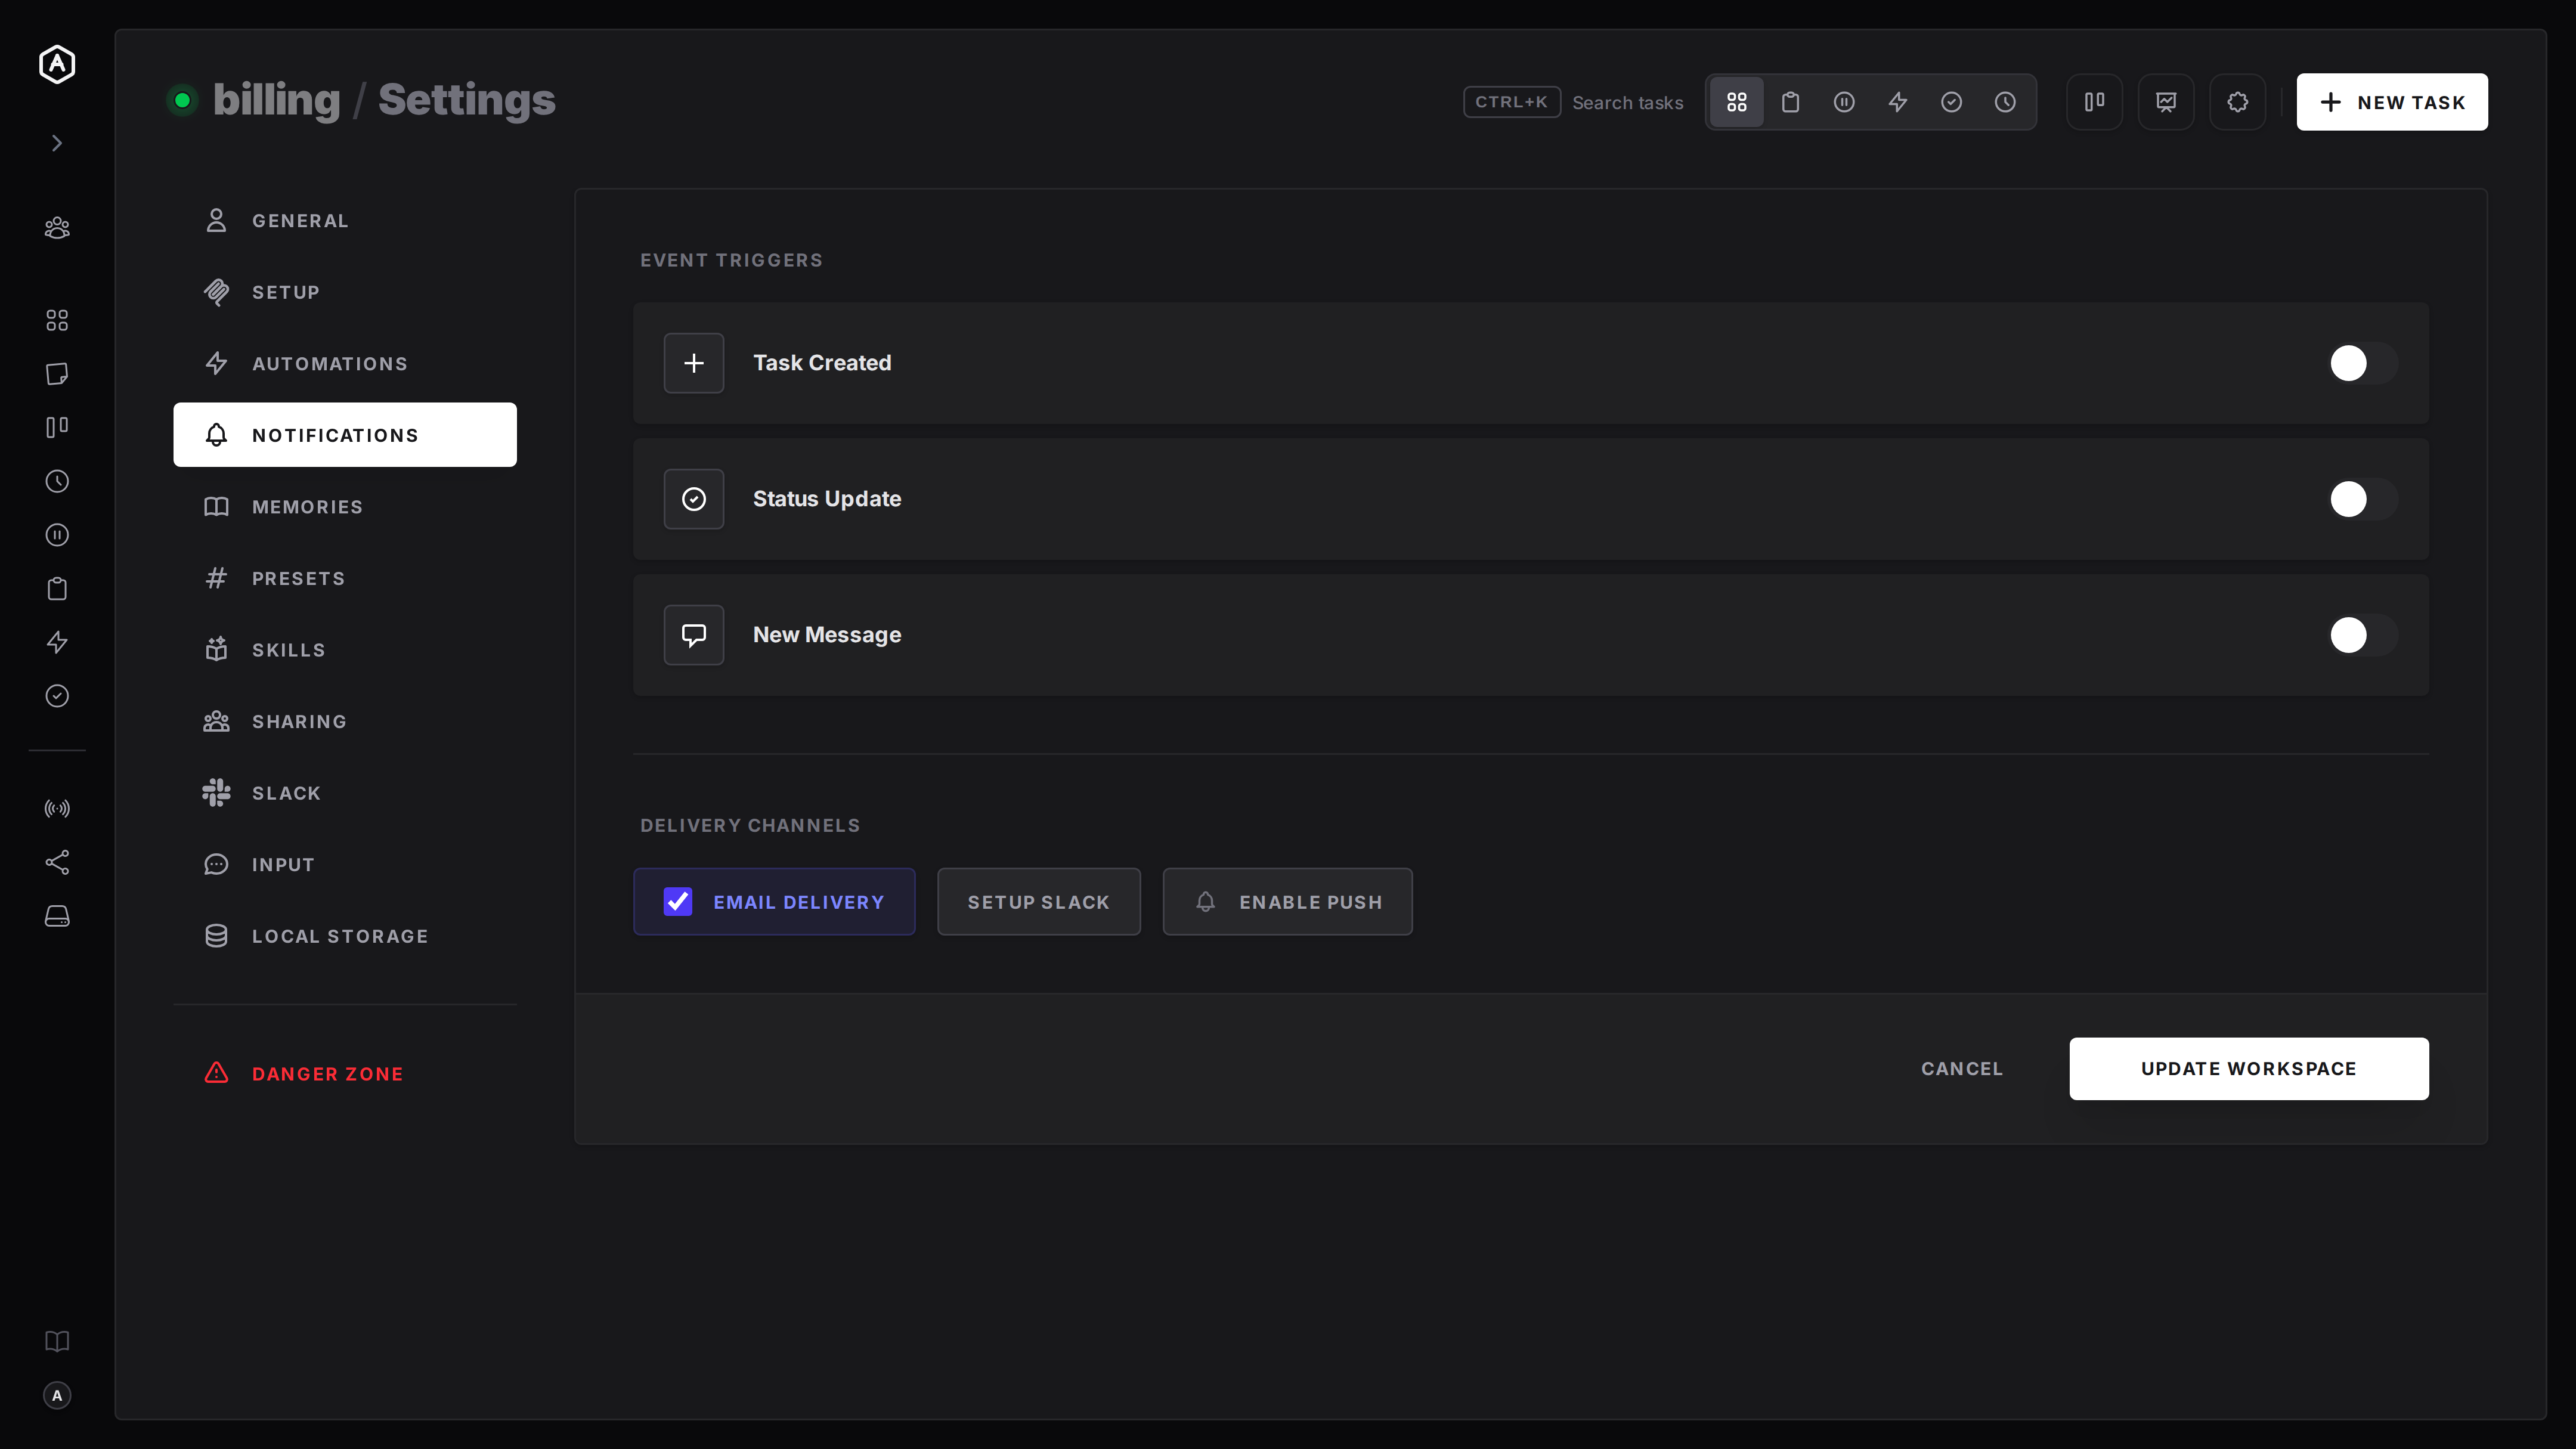 billing / Settings
CTRL+K Search tasks
NEW TASK
GENERAL
SETUP
AUTOMATIONS
NOTIFICATIONS
MEMORIES
PRESETS
SKILLS
SHARING
SLACK
INPUT
LOCAL STORAGE
DANGER ZONE
EVENT TRIGGERS
Task Created
Status Update
New Message
DELIVERY CHANNELS
EMAIL DELIVERY
SETUP SLACK
ENABLE PUSH
CANCEL
UPDATE WORKSPACE
A